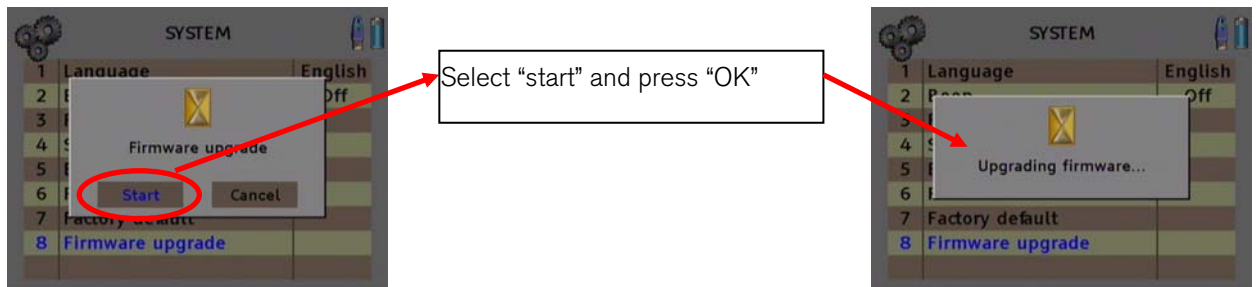 SYSTEM
1 Language English
2 Off
3
4
Firmware upgrade
5
6 Start Cancel
7 Factory default
8 Firmware upgrade
Select “start” and press “OK”
SYSTEM
1 Language English
2 Beep Off
3
4
5
Upgrading firmware...
6
7 Factory default
8 Firmware upgrade